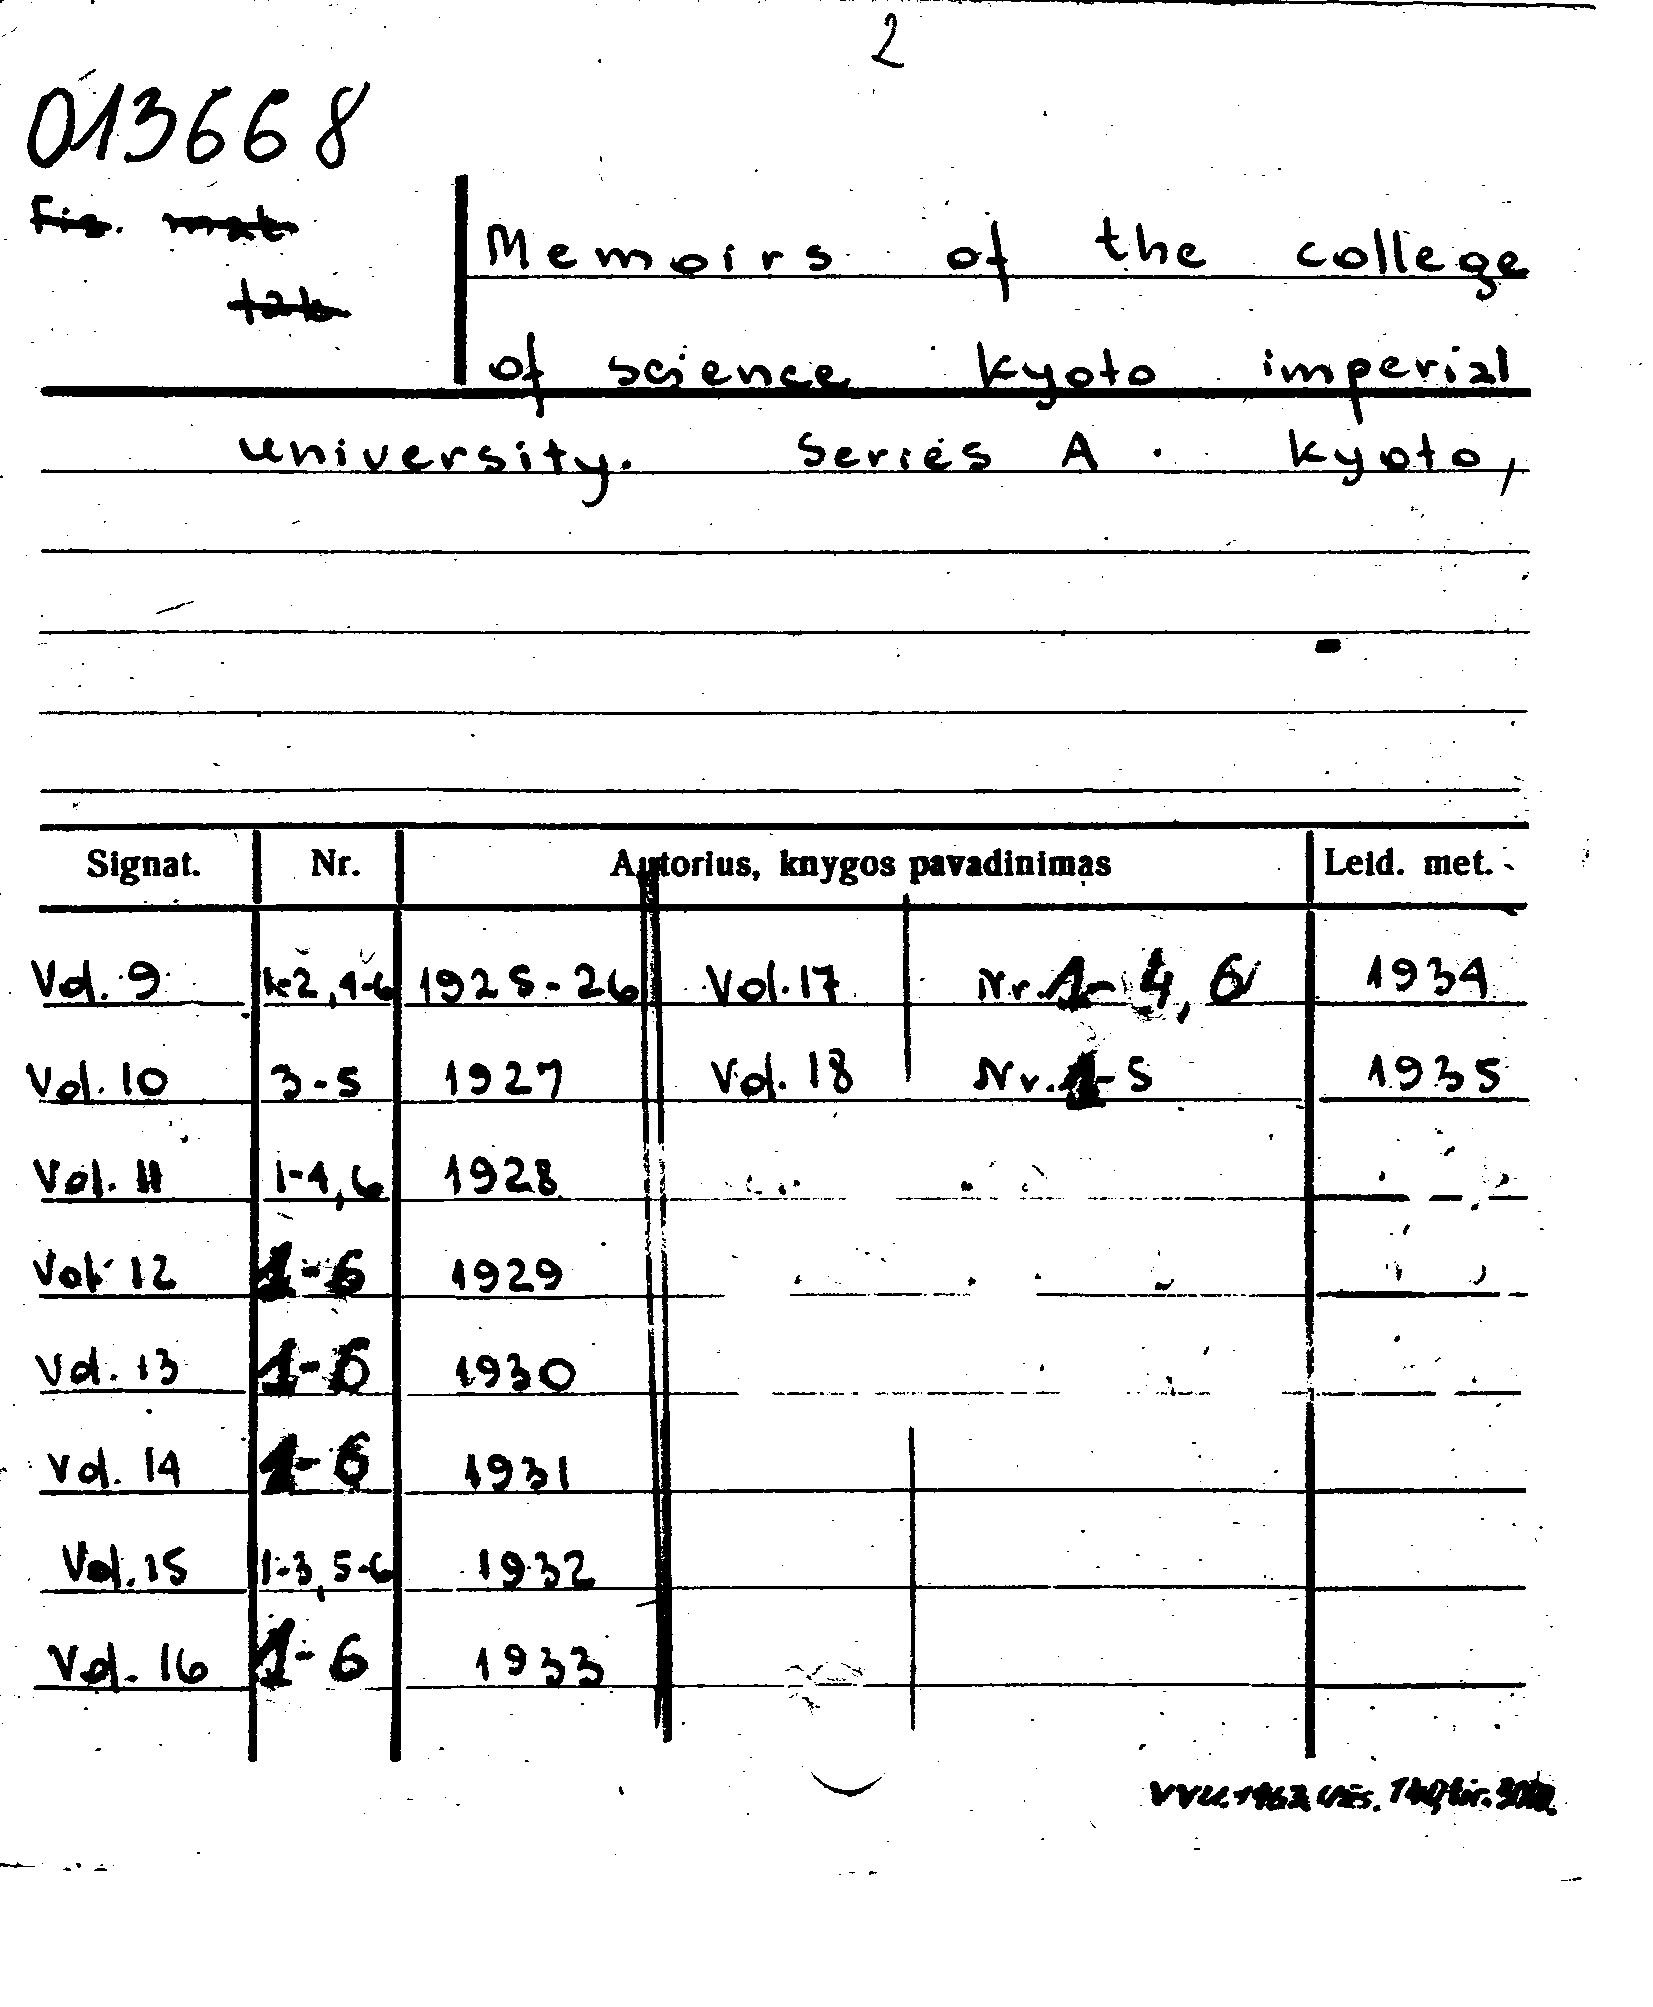 2
013668
Fiz. mat
Memoirs of the college
tak
of science kyoto imperial
university. Series A. kyoto,
Signat. Nr. Autorius, knygos pavadinimas Leid. met.
Vol. 9 1-2, 4-6 1925-26 Vol. 17 Nr. 1-4, 6 1934
Vol. 10 3-5 1927 Vol. 18 Nr. 1-5 1935
Vol. 11 1-4, 6 1928
Vol. 12 1-6 1929
Vol. 13 1-6 1930
Vol. 14 1-6 1931
Vol. 15 1-3, 5-6 1932
Vol. 16 1-6 1933